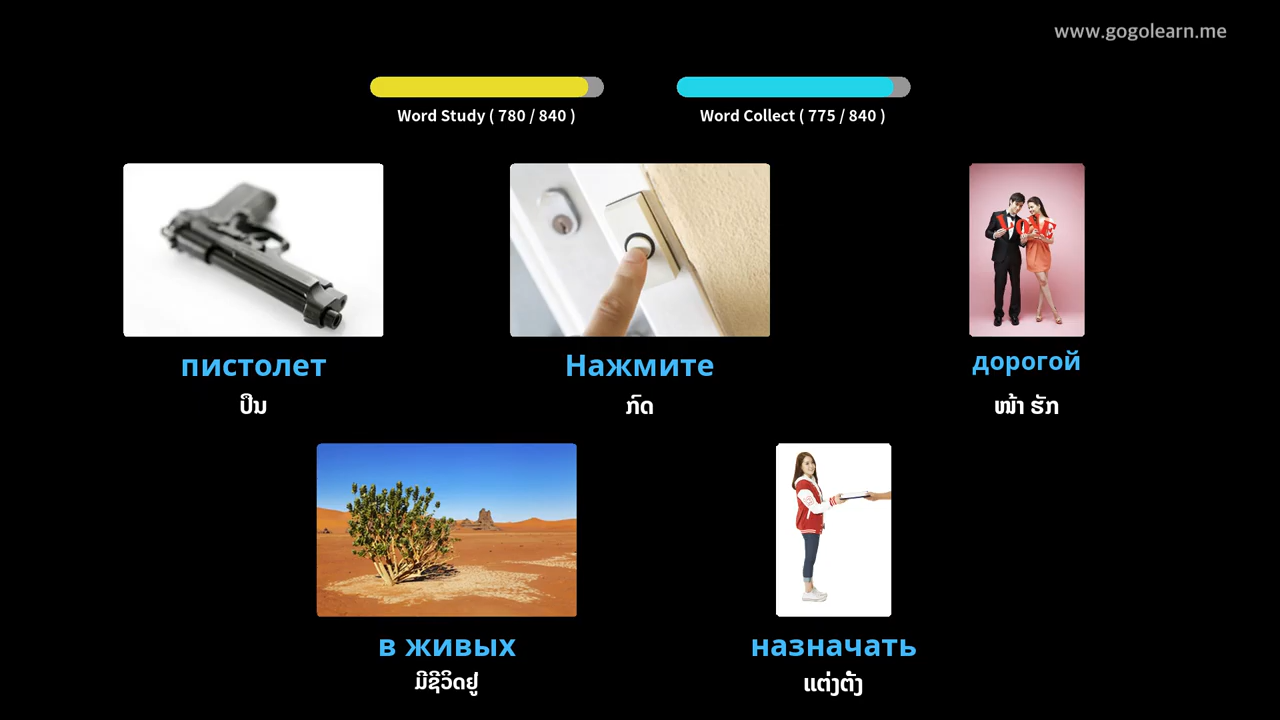 www.gogolearn.me
Word Study ( 780 / 840 )
Word Collect ( 775 / 840 )
LOVE
пистолет
Нажмите
дорогой
ປືນ
ກົດ
ໜ້າ ຮັກ
в живых
назначать
ມີຊີວິດຢູ່
ແຕ່ງຕັ້ງ